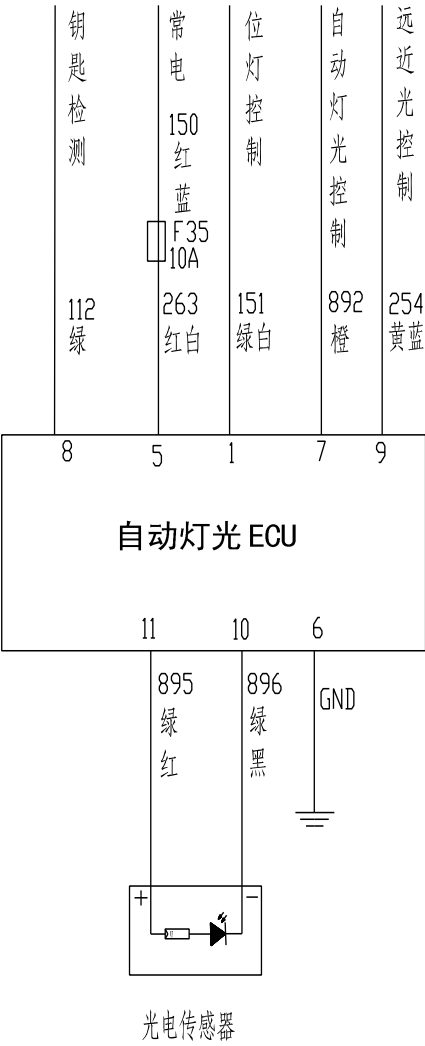 钥匙检测
常电
位灯控制
自动灯光控制
远近光控制
150
红蓝
F35
10A
112
绿
263
红白
151
绿白
892
橙
254
黄蓝
8 5 1 7 9
自动灯光 ECU
11 10 6
895
绿红
896
绿黑
GND
+ -
光电传感器